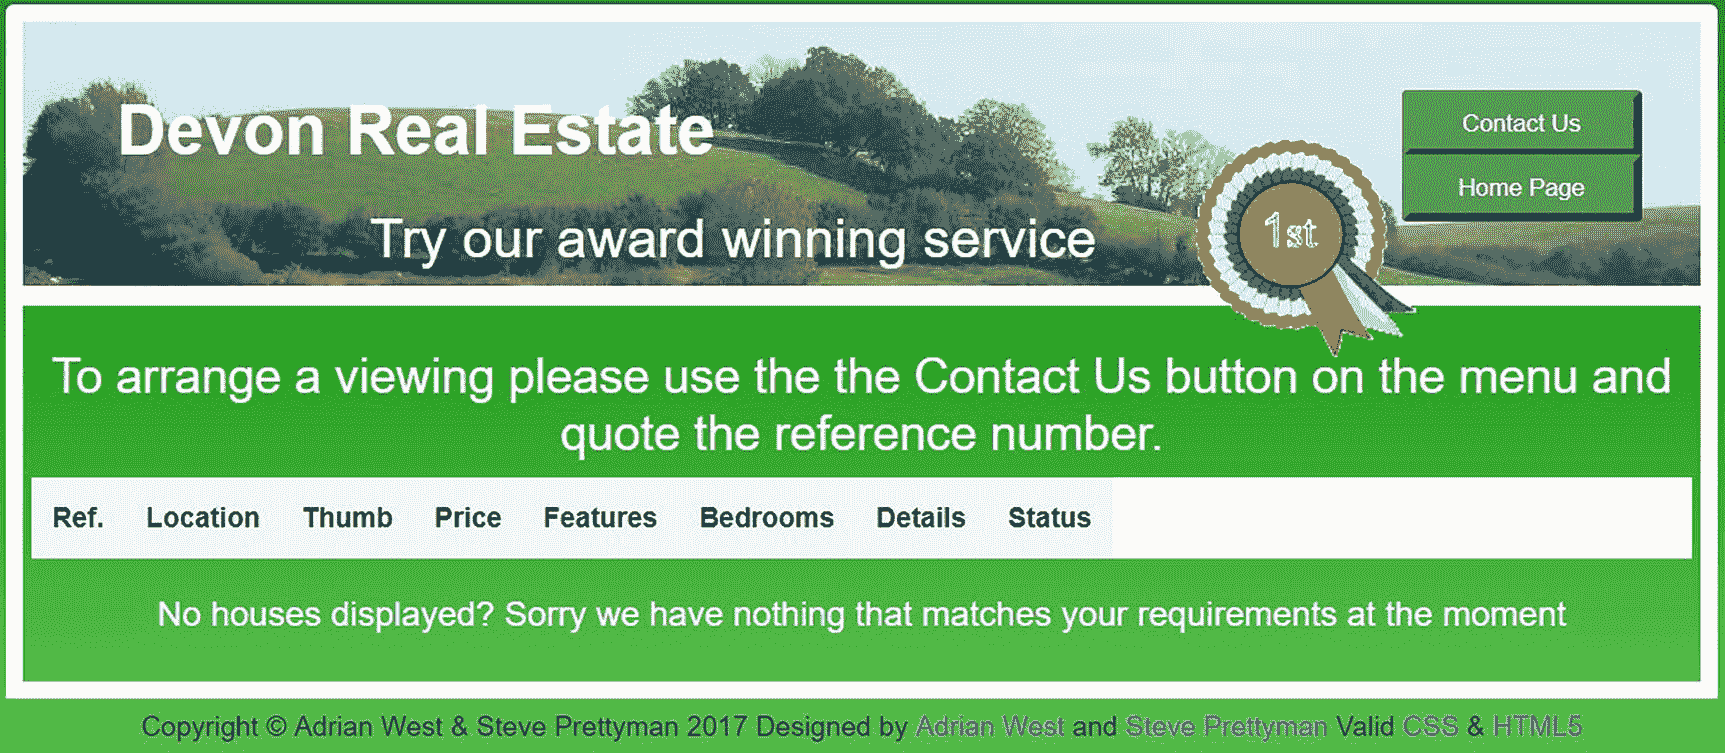 Devon Real Estate
Try our award winning service
1st
Contact Us
Home Page
To arrange a viewing please use the the Contact Us button on the menu and
quote the reference number.
Ref. Location Thumb Price Features Bedrooms Details Status
No houses displayed? Sorry we have nothing that matches your requirements at the moment
Copyright © Adrian West & Steve Prettyman 2017 Designed by Adrian West and Steve Prettyman Valid CSS & HTML5